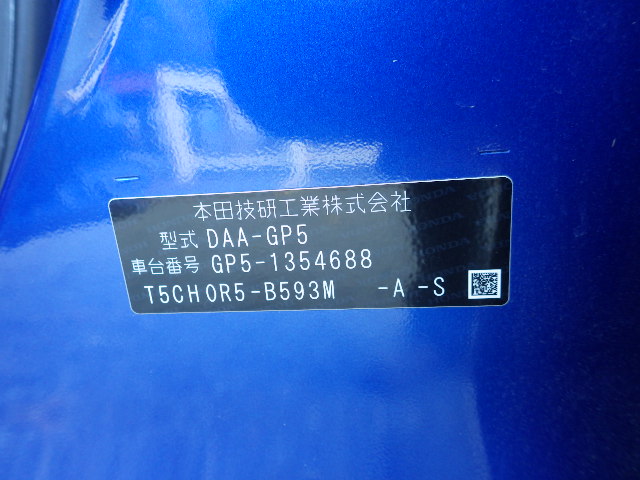 本田技研工業株式会社
型式 DAA-GP5
車台番号 GP5-1354688
T5CH0R5-B593M -A -S